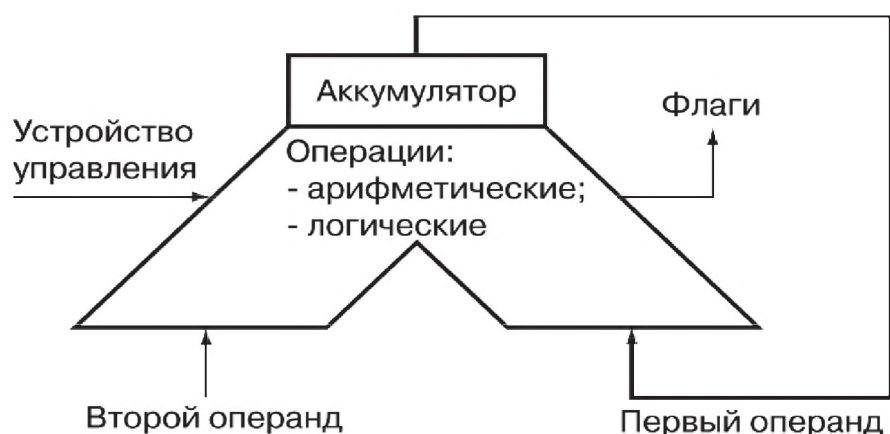 Аккумулятор
Флаги
Устройство
управления
Операции:
- арифметические;
- логические
Второй операнд
Первый операнд